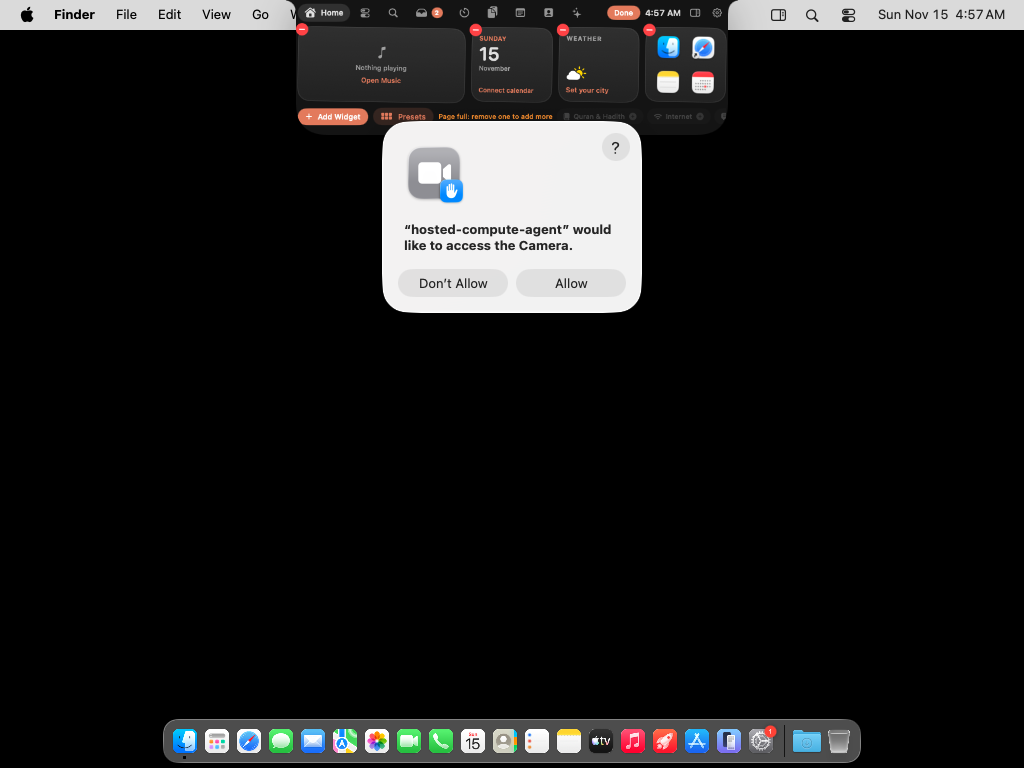 Finder File Edit View Go
Home 2 Done 4:57 AM
Sun Nov 15 4:57 AM
Nothing playing
Open Music
SUNDAY
15
November
Connect calendar
WEATHER
Set your city
+ Add Widget Presets Page full: remove one to add more Quran & Hadith Internet
?
“hosted-compute-agent” would
like to access the Camera.
Don’t Allow Allow
15
tv
1